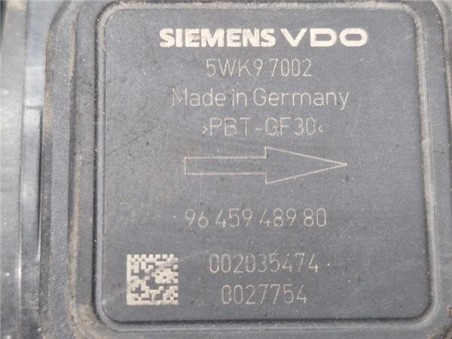 SIEMENS VDO
5WK9 7002
Made in Germany
>PBT-GF30<
96 459 489 80
002035474
0027754